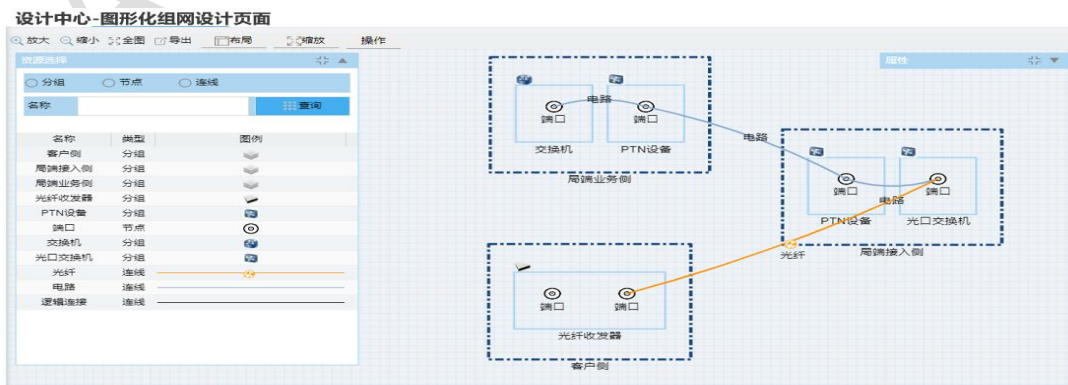 设计中心-图形化组网设计页面
放大 缩小 全图 导出 布局 缩放 操作
资源选择
属性
分组 节点 连线
名称 查询
名称 类型 图例
客户侧 分组
局端接入侧 分组
局端业务侧 分组
光纤收发器 分组
PTN设备 分组
端口 节点
交换机 分组
光口交换机 分组
光纤 连线
电路 连线
逻辑连接 连线
电路
端口 端口
交换机 PTN设备
局端业务侧
电路
端口 端口
电路
PTN设备 光口交换机
局端接入侧
光纤
端口 端口
光纤收发器
客户侧